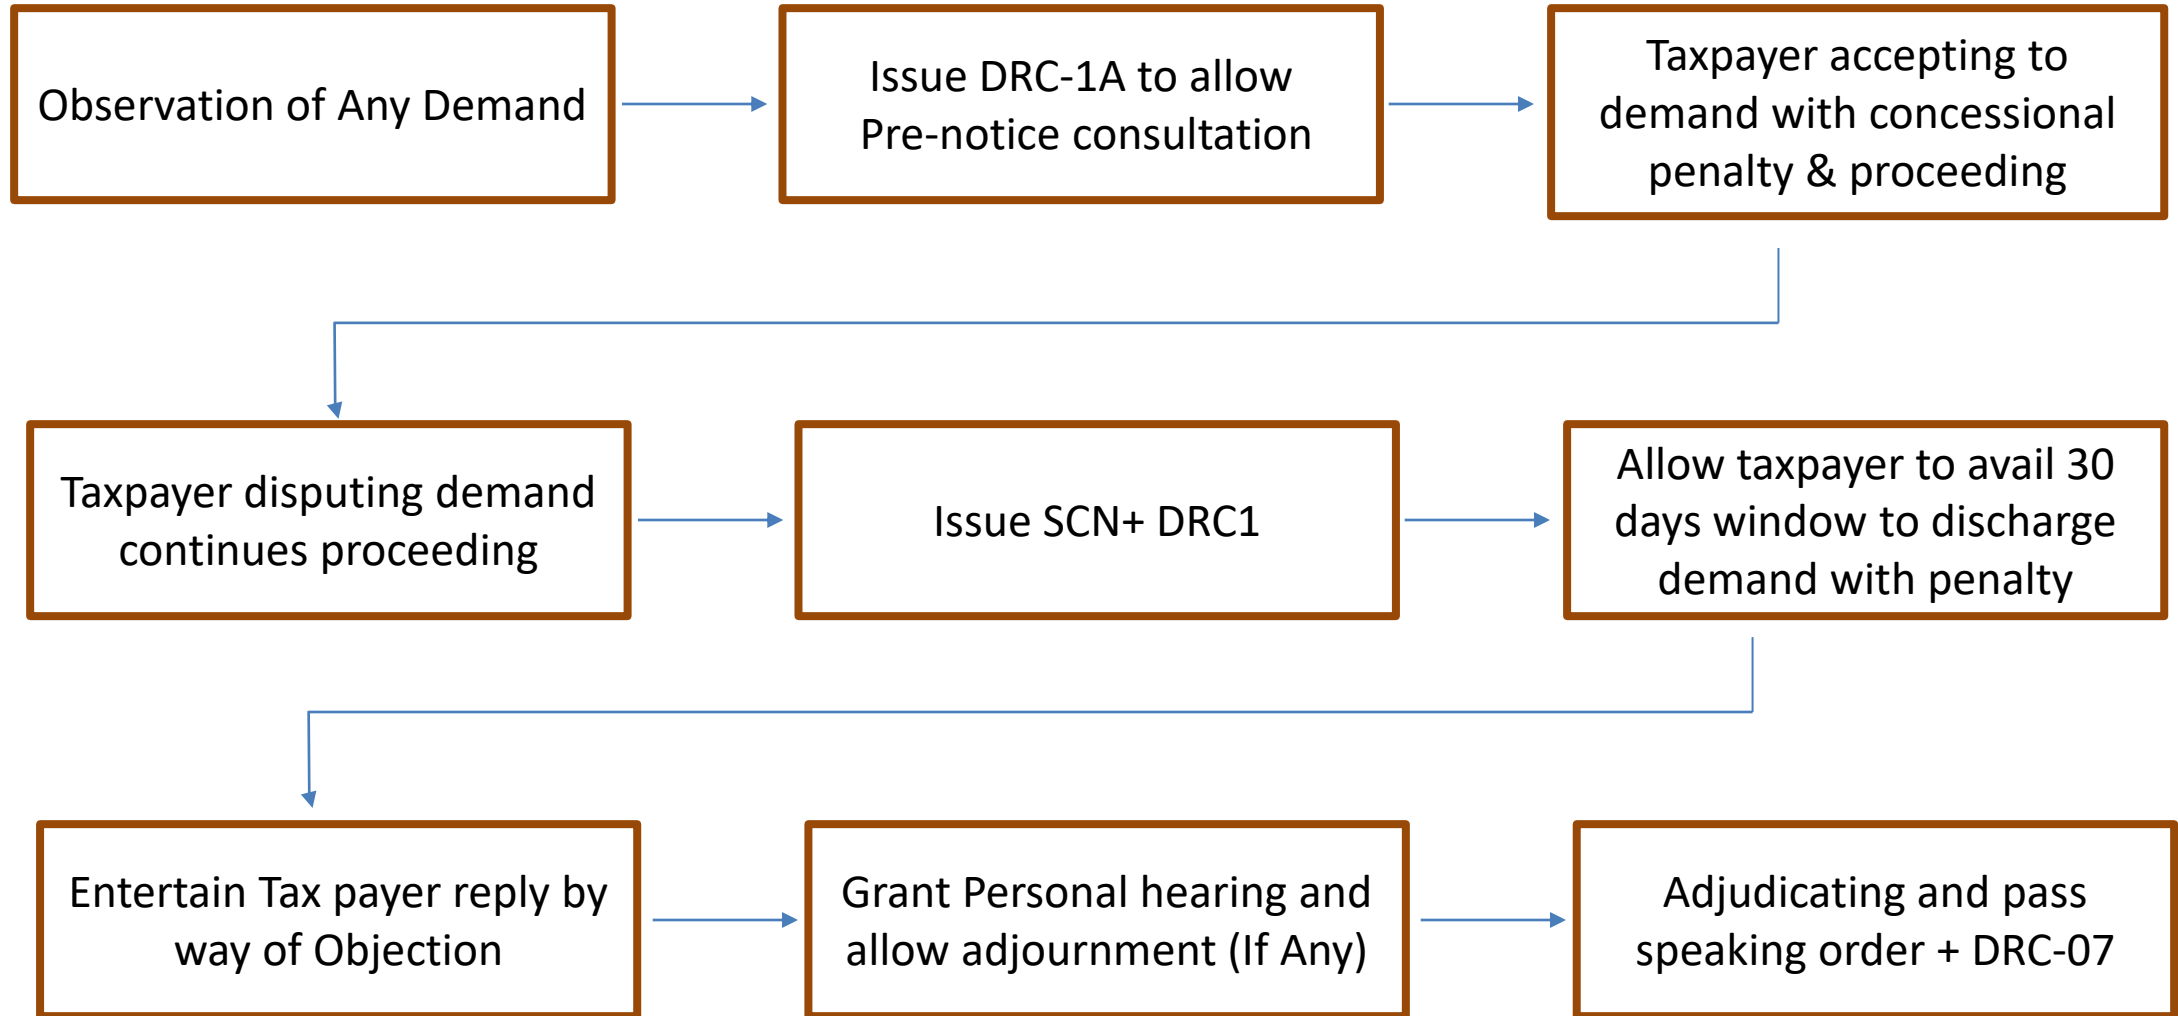 Observation of Any Demand
Issue DRC-1A to allow
Pre-notice consultation
Taxpayer accepting to
demand with concessional
penalty & proceeding
Taxpayer disputing demand
continues proceeding
Issue SCN+ DRC1
Allow taxpayer to avail 30
days window to discharge
demand with penalty
Entertain Tax payer reply by
way of Objection
Grant Personal hearing and
allow adjournment (If Any)
Adjudicating and pass
speaking order + DRC-07